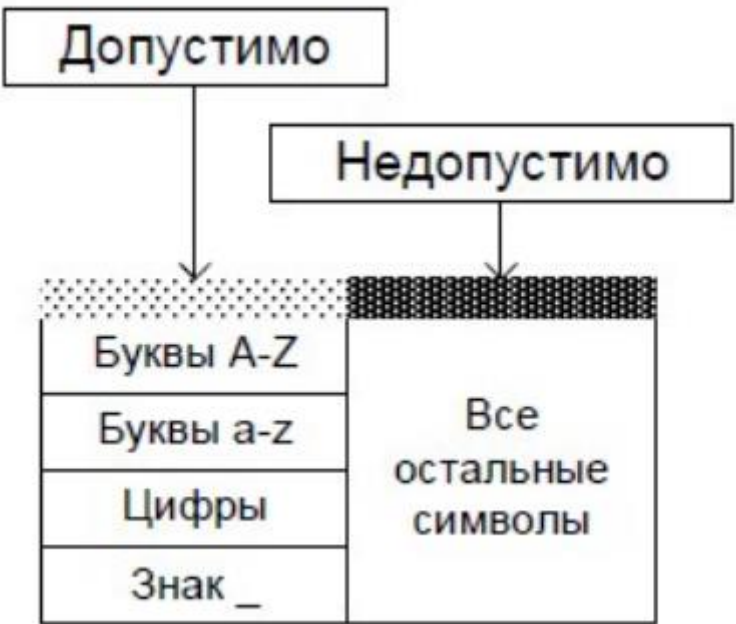 Допустимо
Недопустимо
Буквы A-Z
Буквы a-z
Цифры
Знак _
Все
остальные
символы